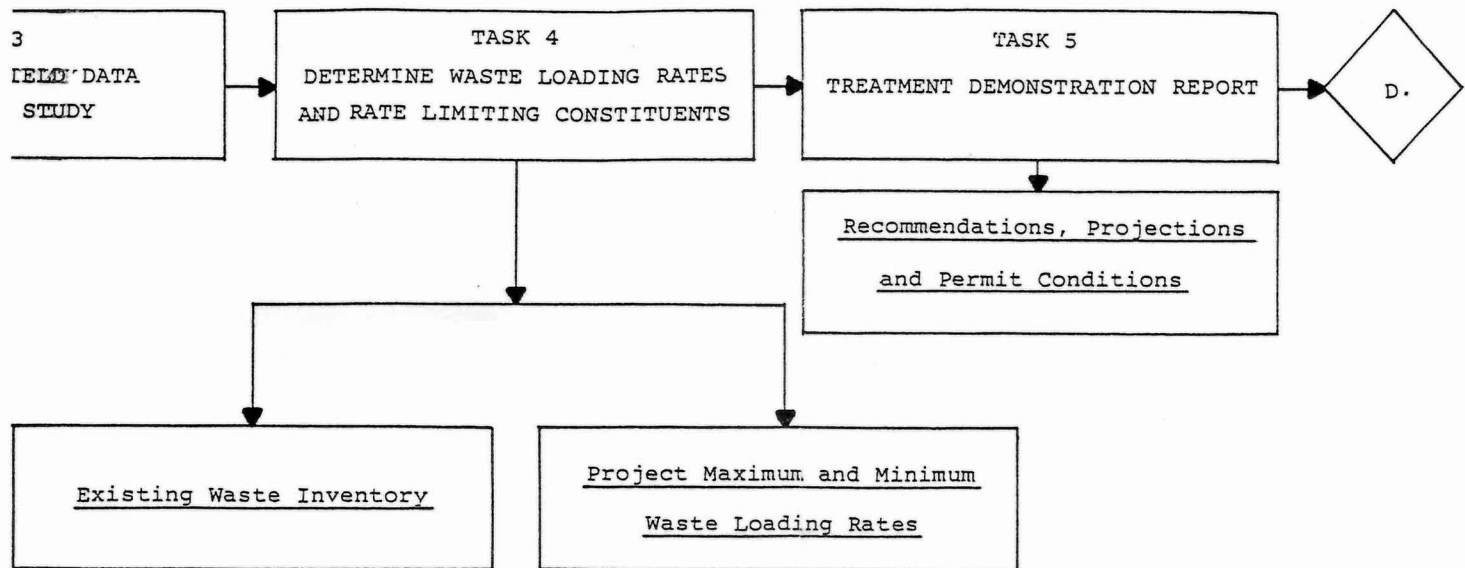 3
DATA
STUDY
TASK 4
DETERMINE WASTE LOADING RATES
AND RATE LIMITING CONSTITUENTS
TASK 5
TREATMENT DEMONSTRATION REPORT
D.
Recommendations, Projections
and Permit Conditions
Existing Waste Inventory
Project Maximum and Minimum
Waste Loading Rates